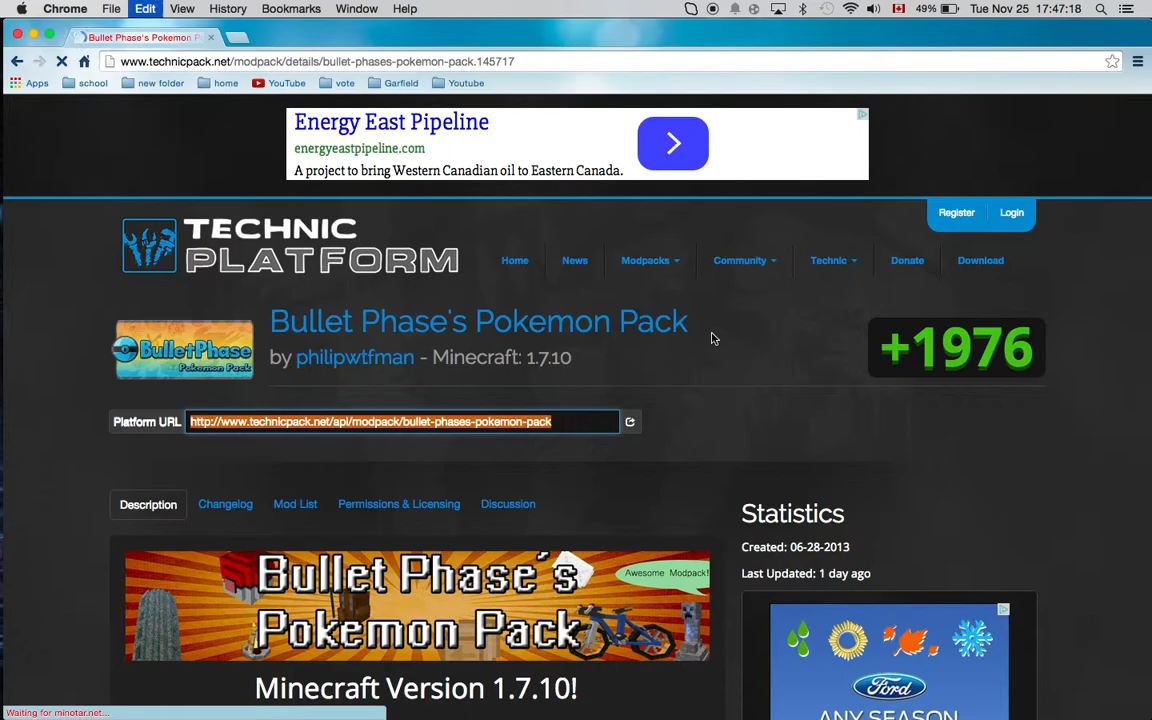 Chrome File Edit View History Bookmarks Window Help 49% Tue Nov 25 17:47:18
Bullet Phase's Pokemon P
www.technicpack.net/modpack/details/bullet-phases-pokemon-pack.145717
Apps school new folder home YouTube vote Garfield Youtube
Energy East Pipeline
energyeastpipeline.com
A project to bring Western Canadian oil to Eastern Canada.
Register Login
TECHNIC
PLATFORM
Home News Modpacks Community Technic Donate Download
Bullet Phase's Pokemon Pack
by philipwtfman - Minecraft: 1.7.10
BulletPhase
Pokemon Pack
+1976
Platform URL http://www.technicpack.net/api/modpack/bullet-phases-pokemon-pack
Description Changelog Mod List Permissions & Licensing Discussion
Statistics
Created: 06-28-2013
Last Updated: 1 day ago
Bullet Phase's
Pokemon Pack
Awesome Modpack!
Minecraft Version 1.7.10!
Ford
ANY SEASON
Waiting for minotar.net...